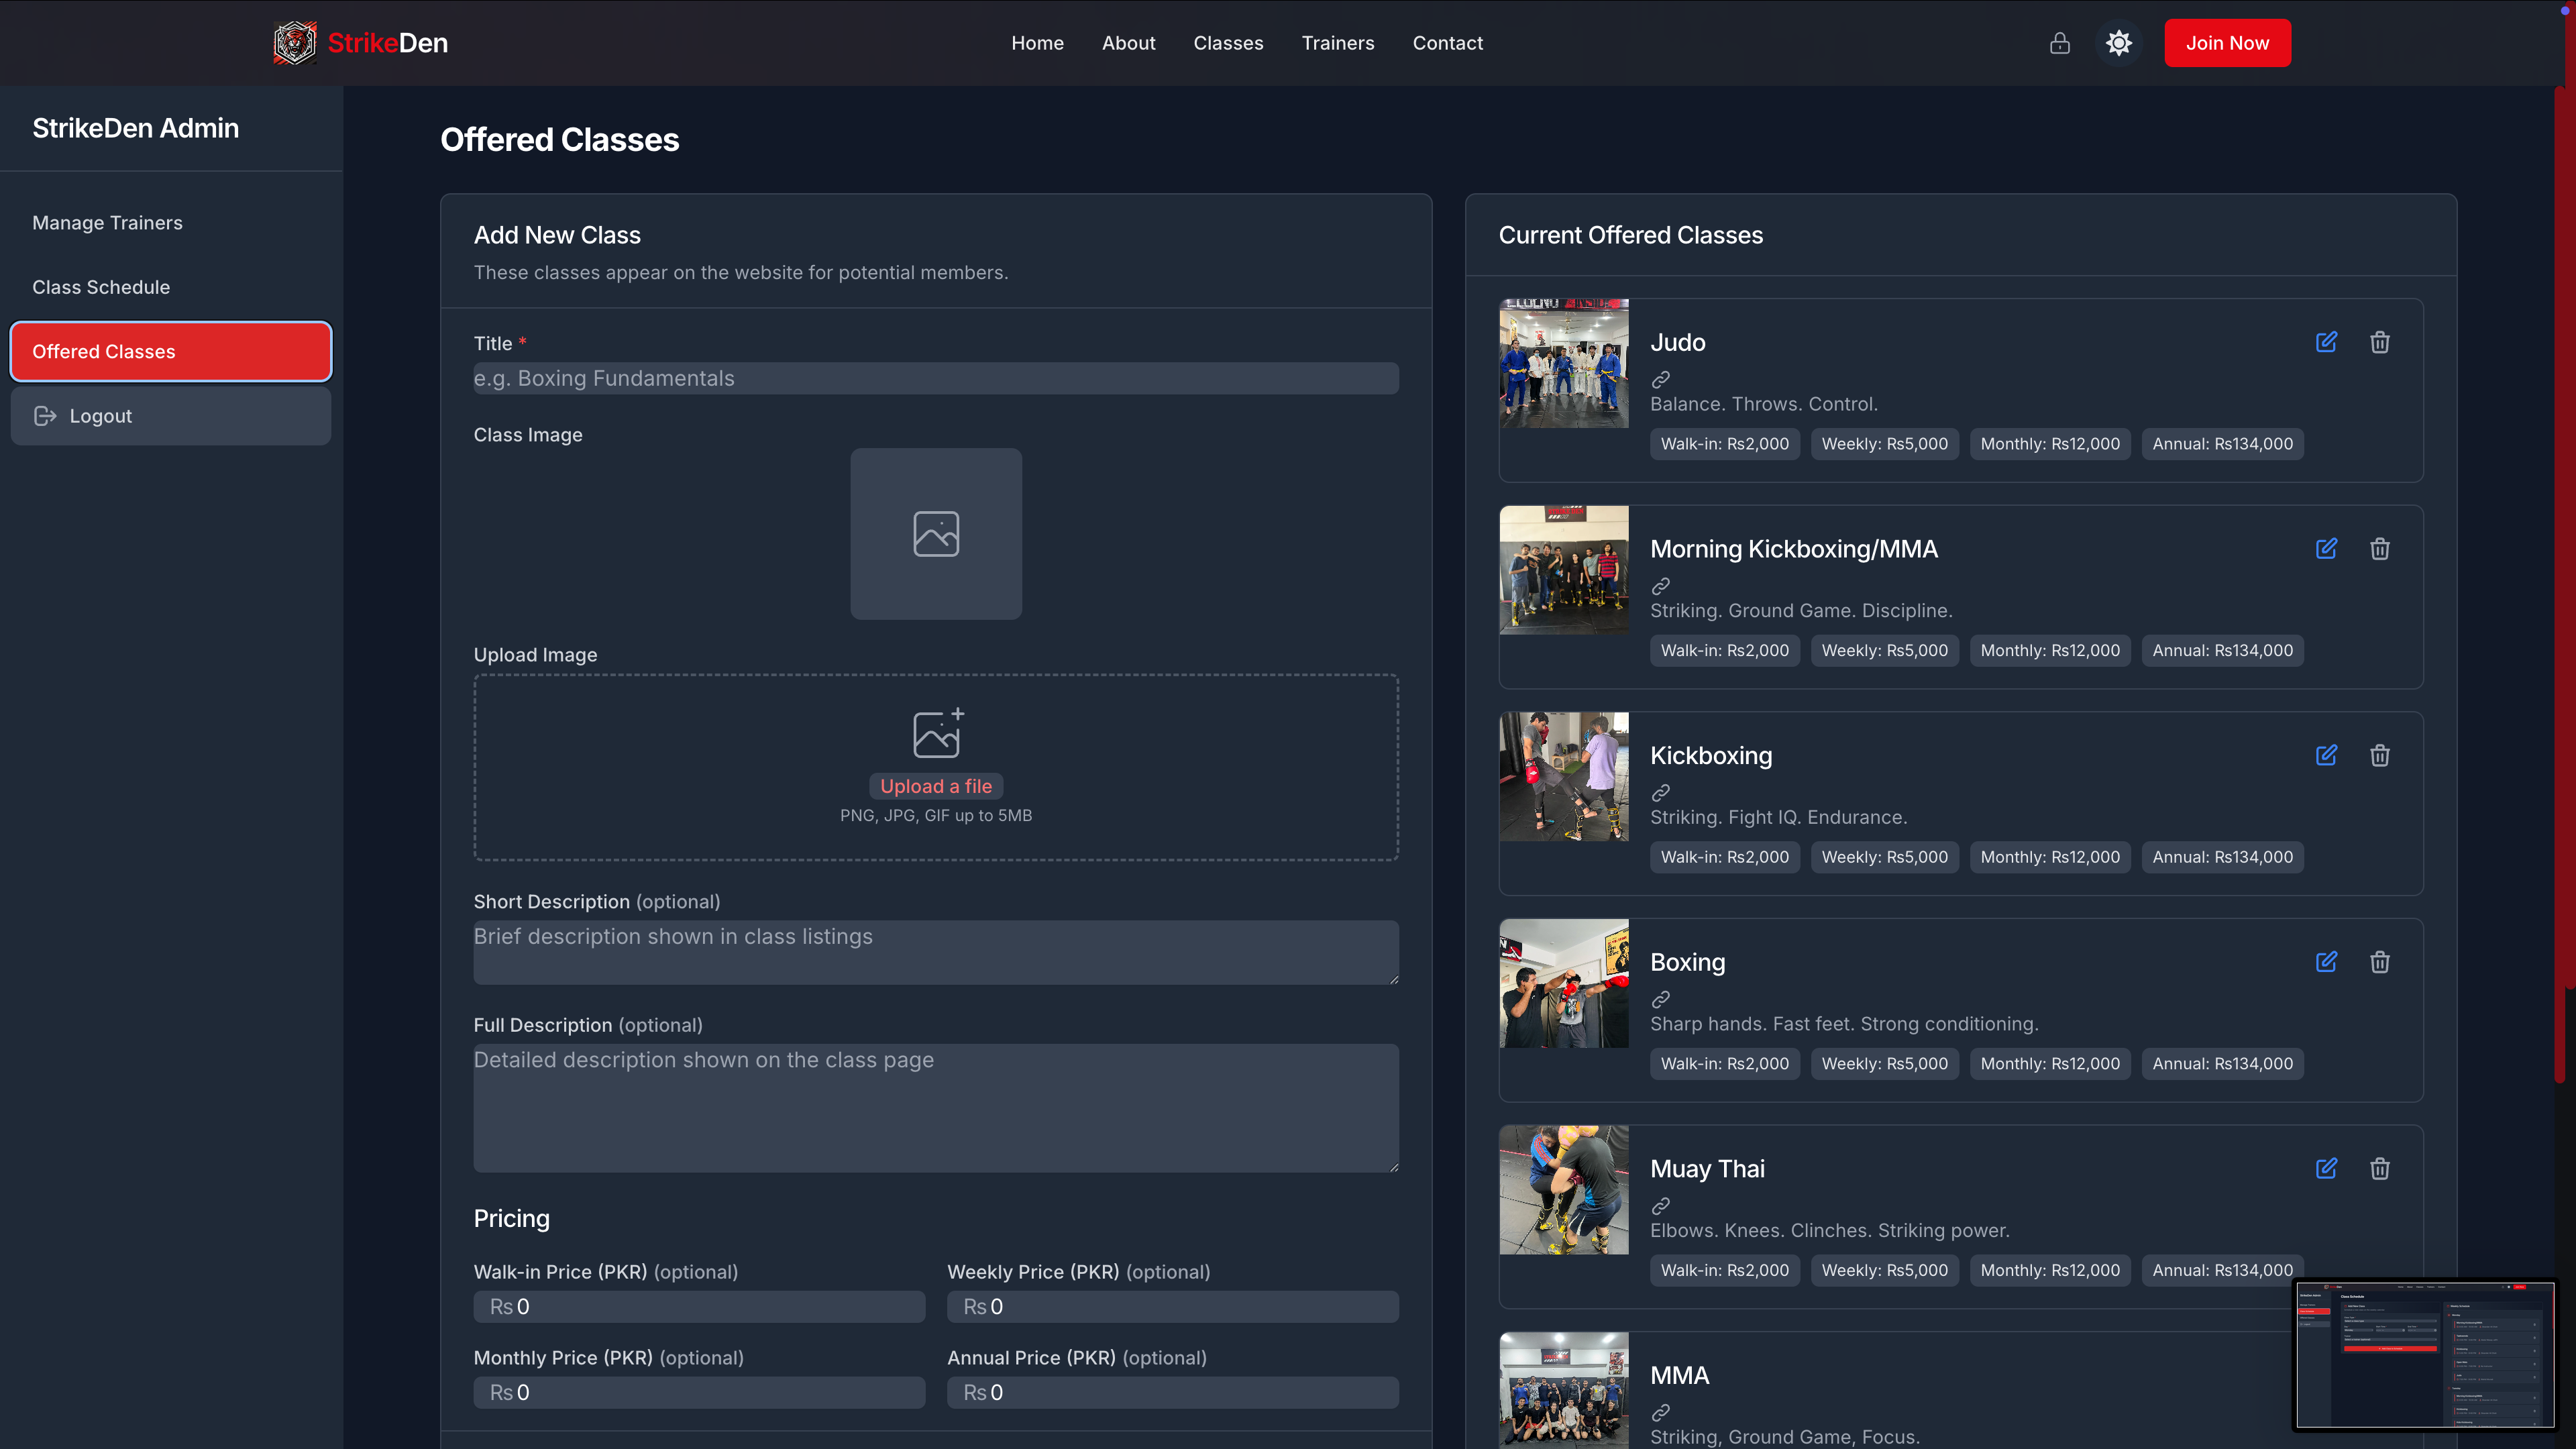 StrikeDen
Home
About
Classes
Trainers
Contact
Join Now
StrikeDen Admin
Manage Trainers
Class Schedule
Offered Classes
Logout
Offered Classes
Add New Class
These classes appear on the website for potential members.
Title *
e.g. Boxing Fundamentals
Class Image
Upload Image
Upload a file
PNG, JPG, GIF up to 5MB
Short Description (optional)
Brief description shown in class listings
Full Description (optional)
Detailed description shown on the class page
Pricing
Walk-in Price (PKR) (optional)
Rs 0
Weekly Price (PKR) (optional)
Rs 0
Monthly Price (PKR) (optional)
Rs 0
Annual Price (PKR) (optional)
Rs 0
Current Offered Classes
Judo
Balance. Throws. Control.
Walk-in: Rs2,000 Weekly: Rs5,000 Monthly: Rs12,000 Annual: Rs134,000
Morning Kickboxing/MMA
Striking. Ground Game. Discipline.
Walk-in: Rs2,000 Weekly: Rs5,000 Monthly: Rs12,000 Annual: Rs134,000
Kickboxing
Striking. Fight IQ. Endurance.
Walk-in: Rs2,000 Weekly: Rs5,000 Monthly: Rs12,000 Annual: Rs134,000
Boxing
Sharp hands. Fast feet. Strong conditioning.
Walk-in: Rs2,000 Weekly: Rs5,000 Monthly: Rs12,000 Annual: Rs134,000
Muay Thai
Elbows. Knees. Clinches. Striking power.
Walk-in: Rs2,000 Weekly: Rs5,000 Monthly: Rs12,000 Annual: Rs134,000
MMA
Striking, Ground Game, Focus.